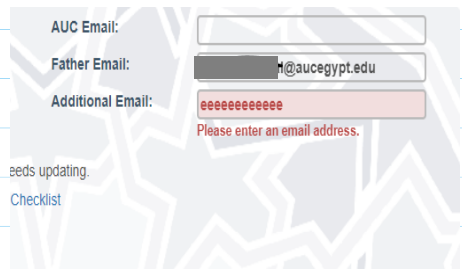 AUC Email:
Father Email: @aucegypt.edu
Additional Email: eeeeeeeeeeee
Please enter an email address.
eeds updating.
Checklist